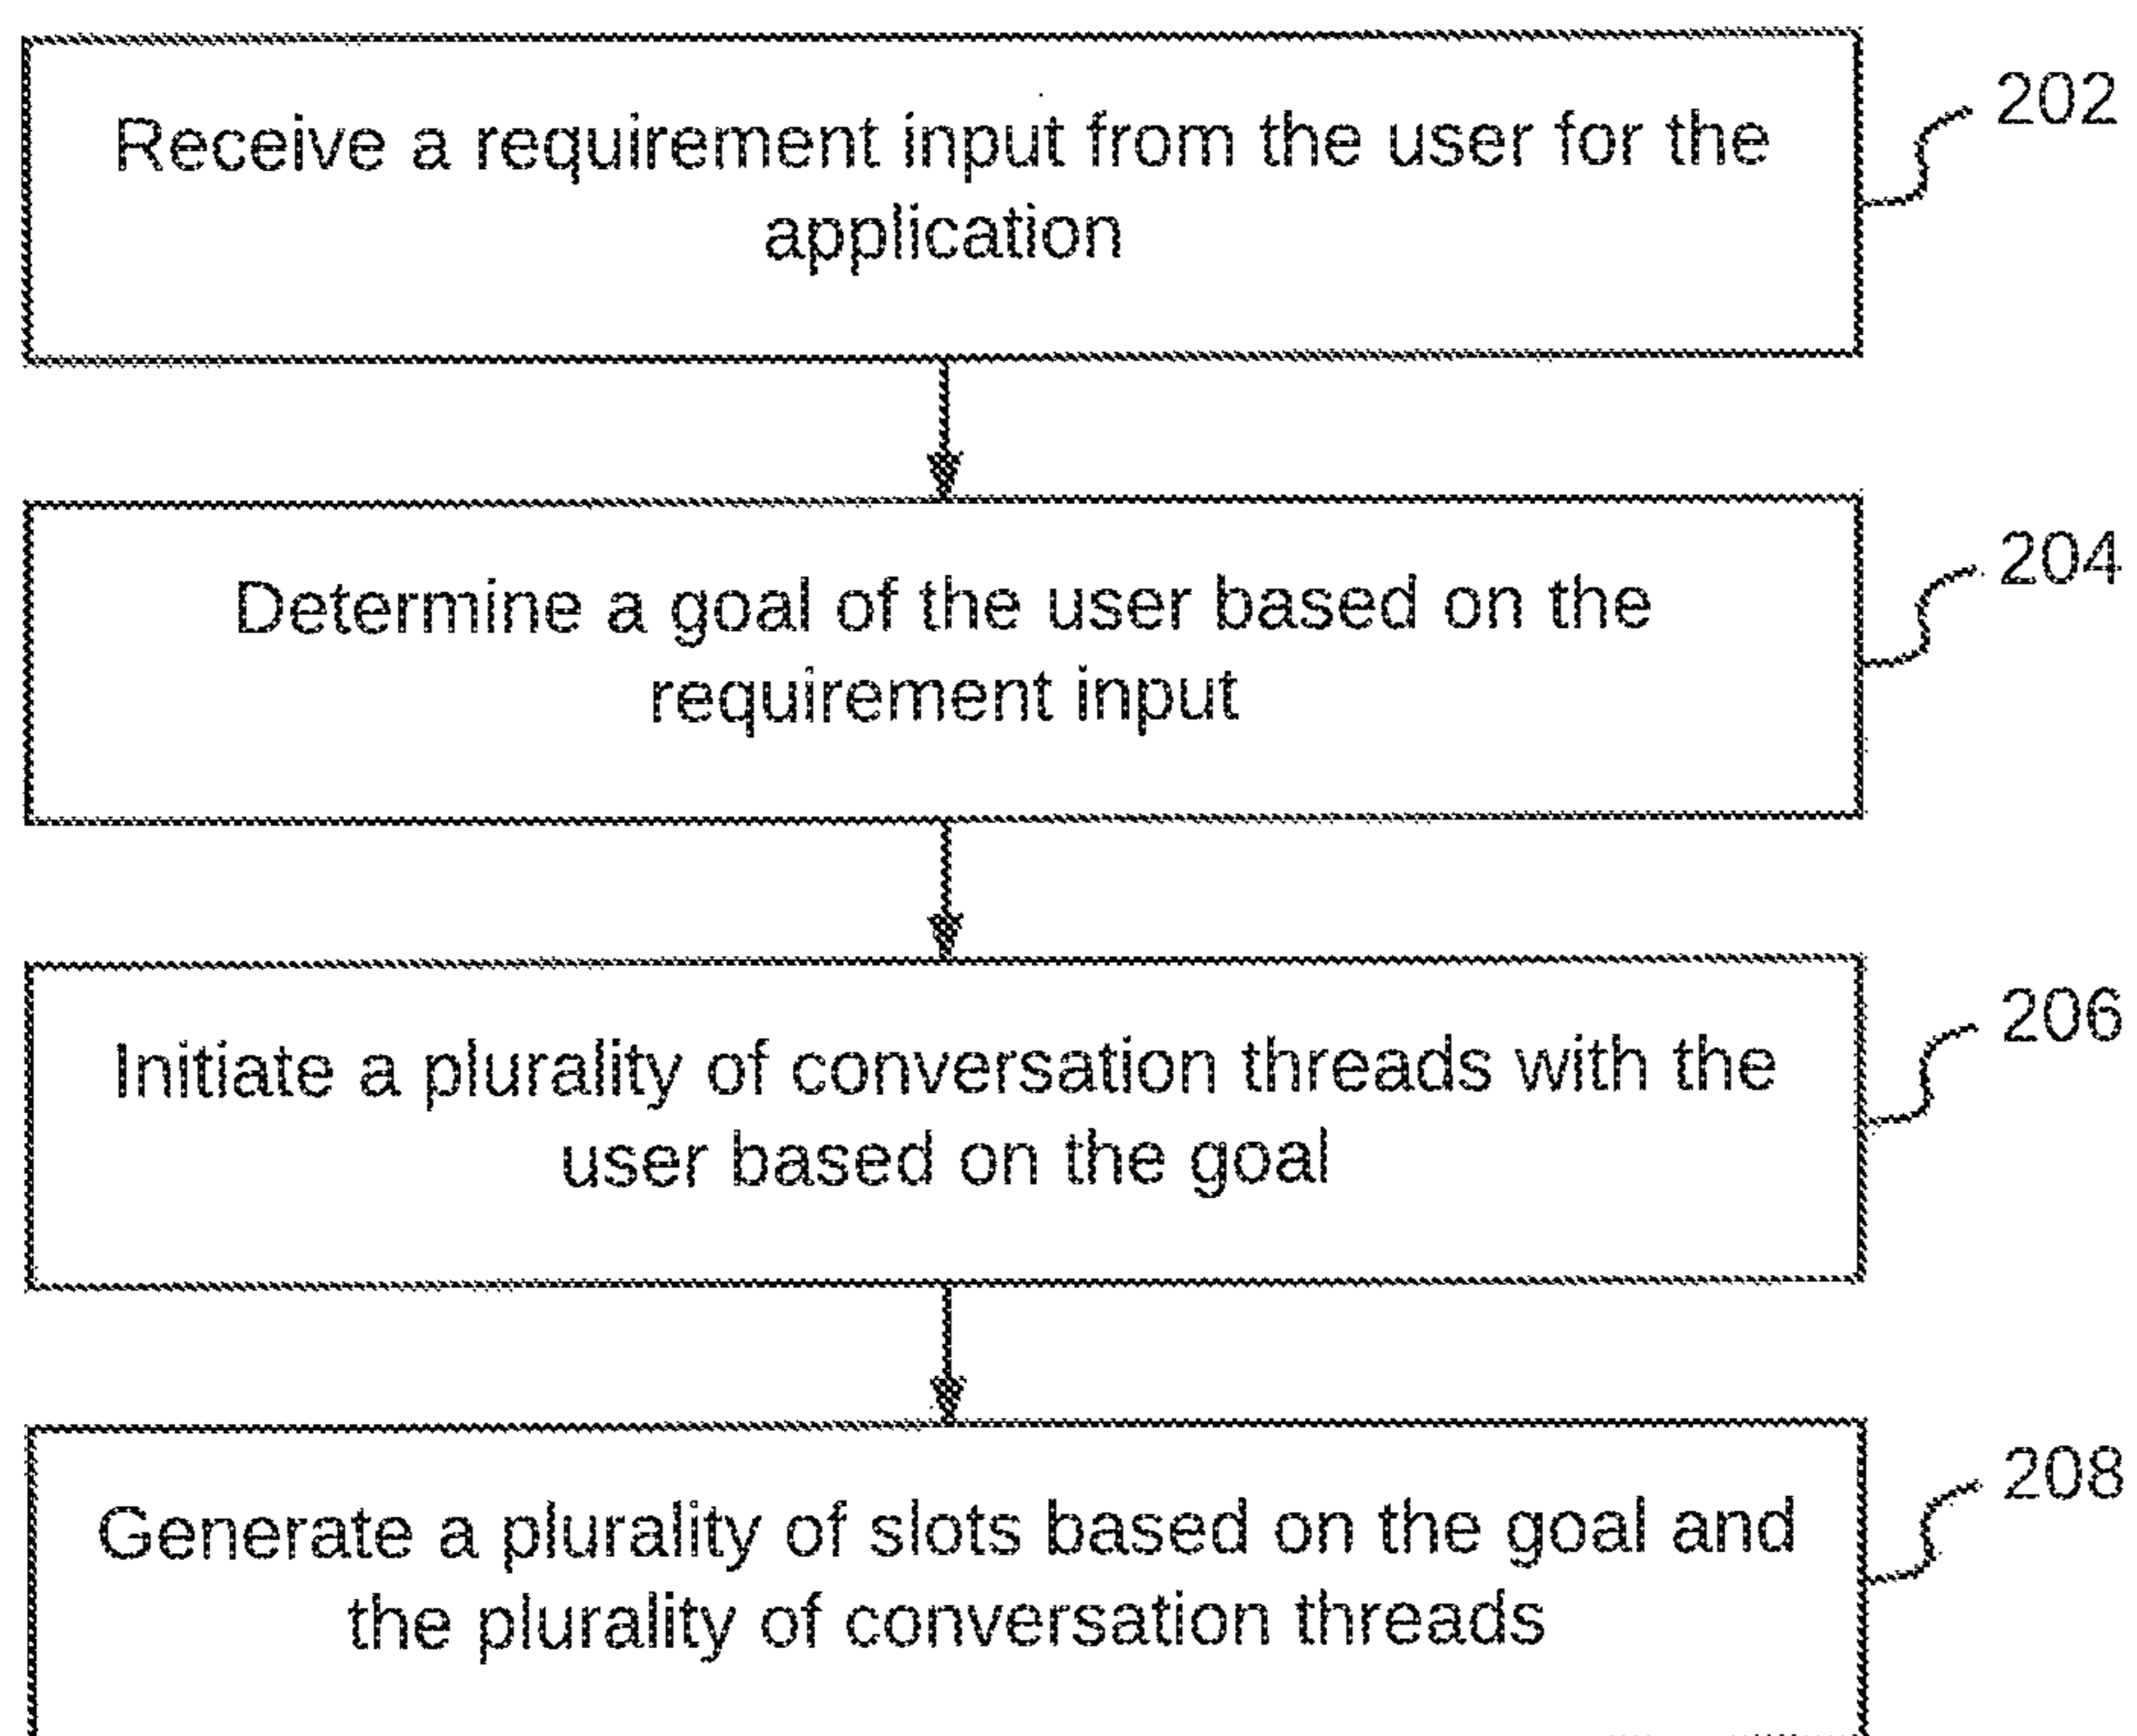 Receive a requirement input from the user for the
application
202
Determine a goal of the user based on the
requirement input
204
Initiate a plurality of conversation threads with the
user based on the goal
206
Generate a plurality of slots based on the goal and
the plurality of conversation threads
208